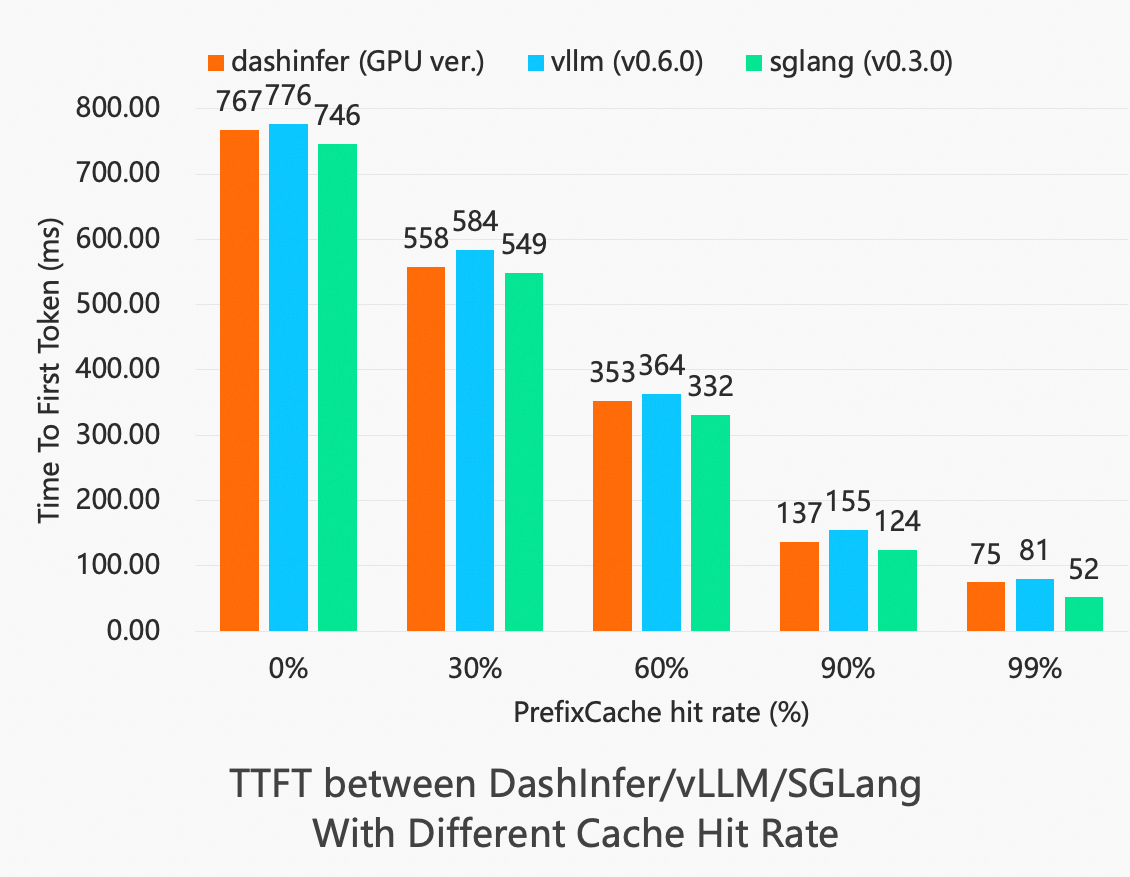 dashinfer (GPU ver.) vllm (v0.6.0) sglang (v0.3.0)
800.00
700.00
600.00
500.00
400.00
300.00
200.00
100.00
0.00
Time To First Token (ms)
767 776 746
558 584 549
353 364 332
137 155 124
75 81 52
0% 30% 60% 90% 99%
PrefixCache hit rate (%)
TTFT between DashInfer/vLLM/SGLang
With Different Cache Hit Rate